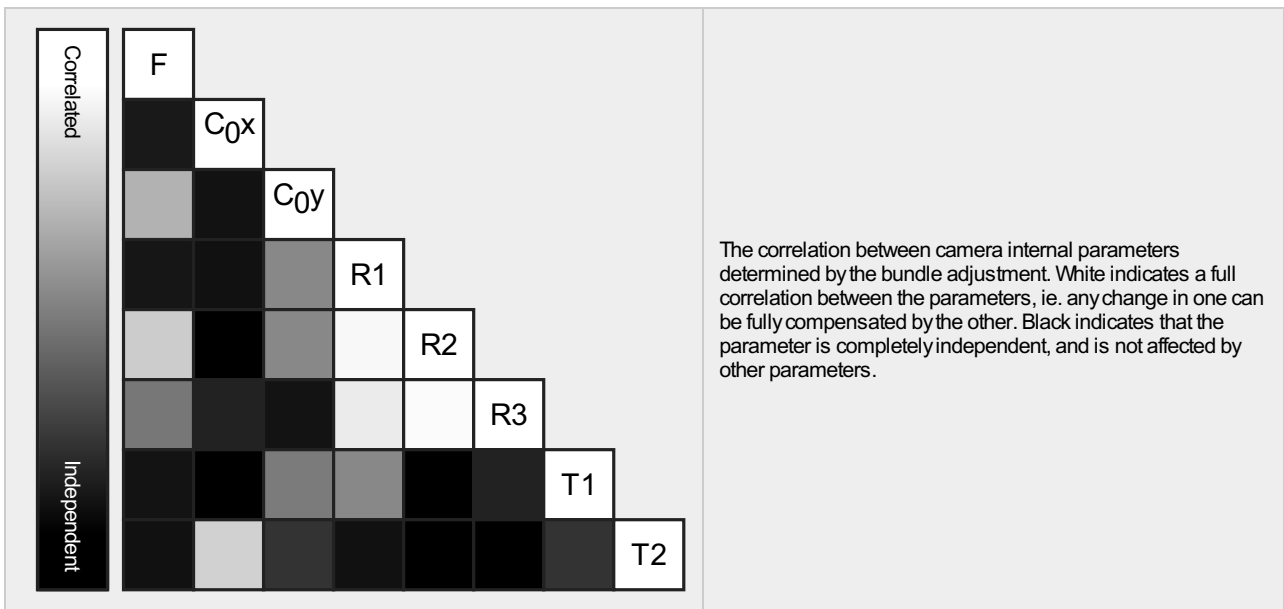 Correlated
Independent
F
C0x
C0y
R1
R2
R3
T1
T2
The correlation between camera internal parameters
determined by the bundle adjustment. White indicates a full
correlation between the parameters, ie. any change in one can
be fully compensated by the other. Black indicates that the
parameter is completely independent, and is not affected by
other parameters.